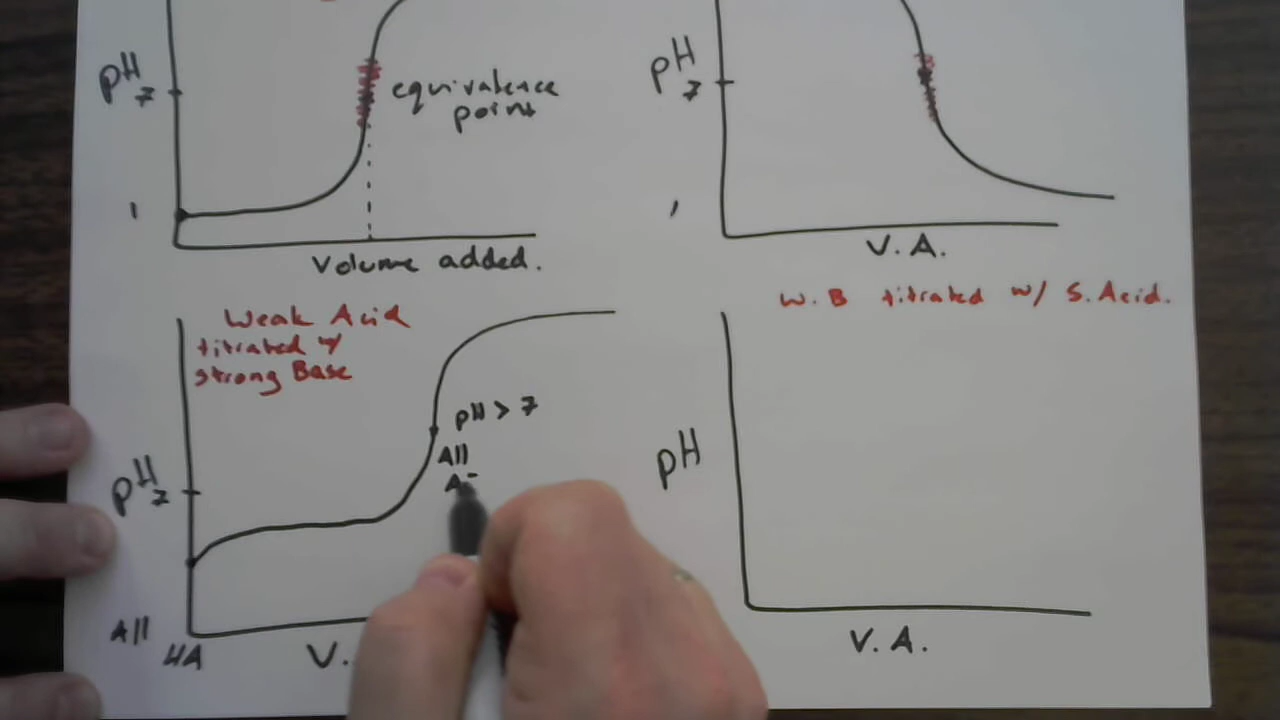 pH
7
equivalence
point
1
Volume added.
pH
7
1
V. A.
Weak Acid
titrated w/
strong Base
pH > 7
All
A-
pH
7
All
HA
V.
W. B titrated w/ S. Acid.
pH
V. A.